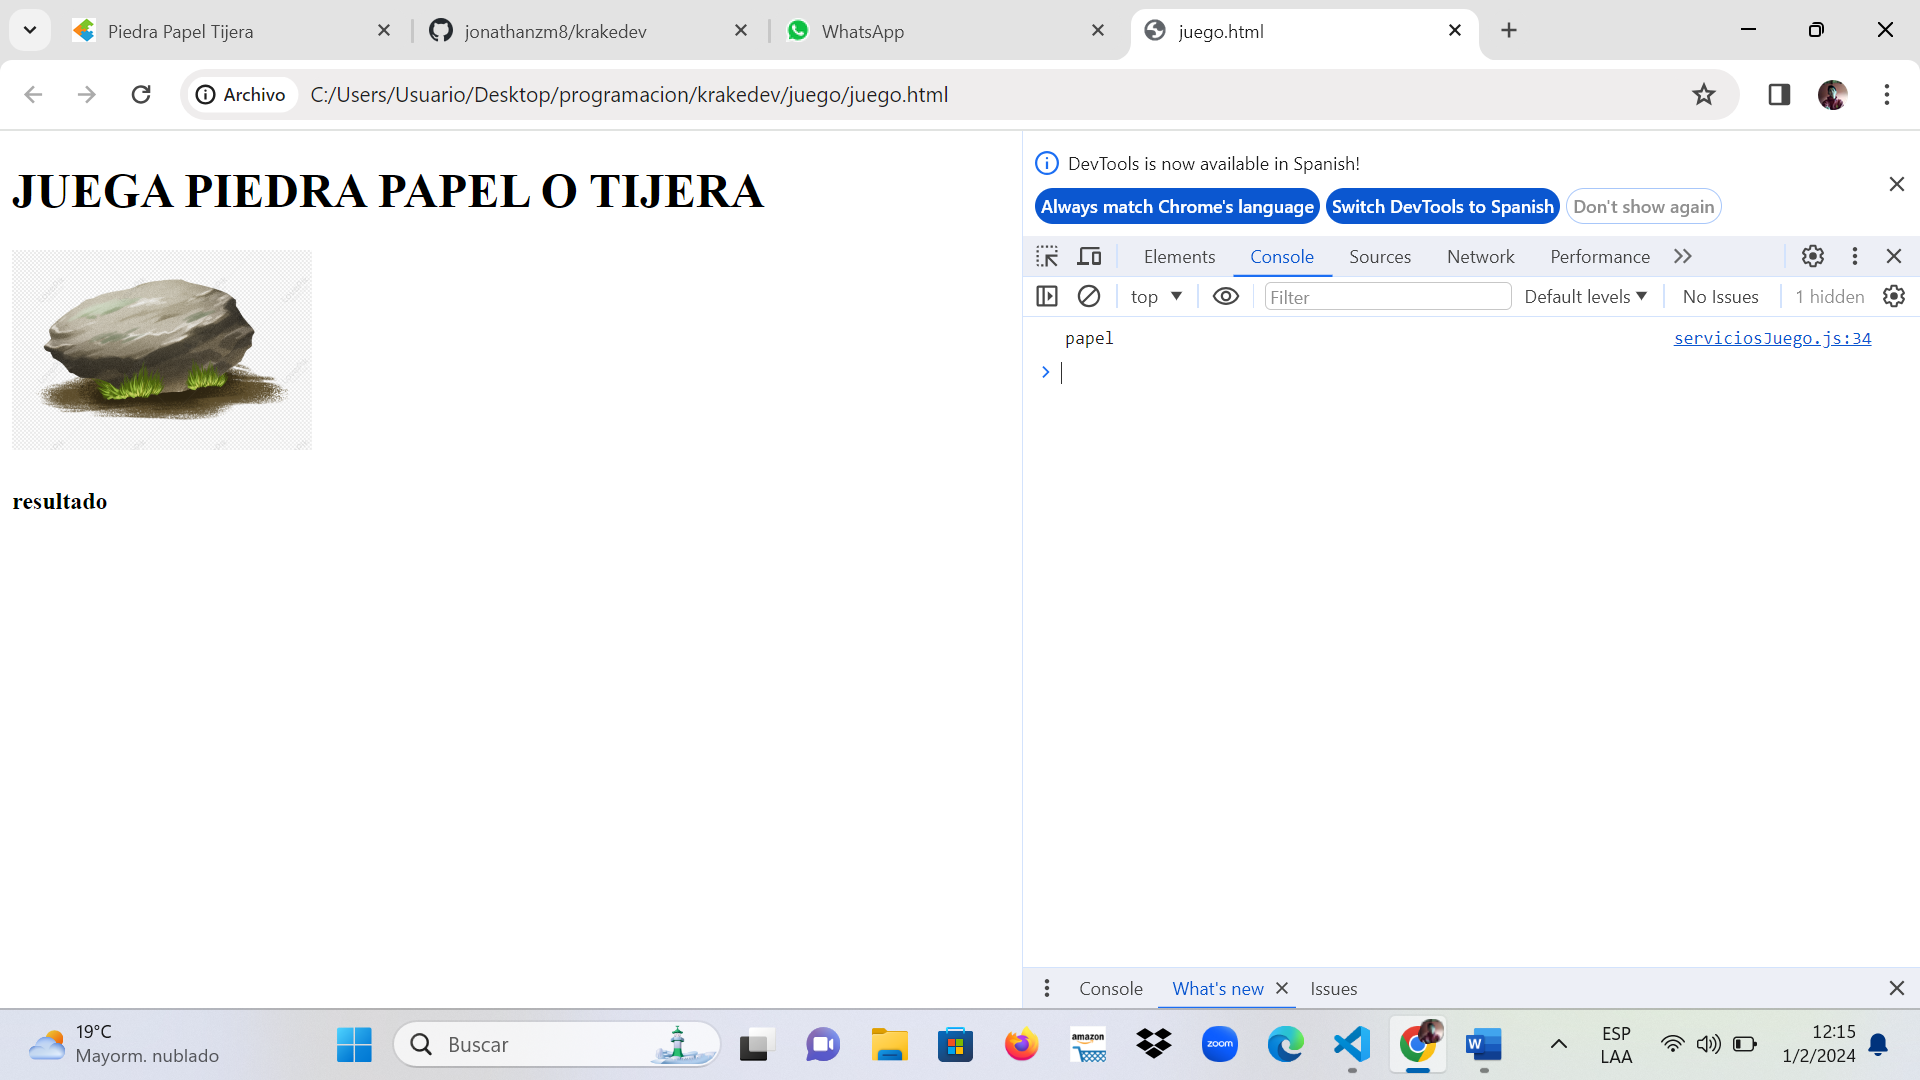 Piedra Papel Tijera
jonathanzm8/krakedev
WhatsApp
juego.html
Archivo
C:/Users/Usuario/Desktop/programacion/krakedev/juego/juego.html
JUEGA PIEDRA PAPEL O TIJERA
resultado
DevTools is now available in Spanish!
Always match Chrome's language
Switch DevTools to Spanish
Don't show again
Elements
Console
Sources
Network
Performance
top
Filter
Default levels
No Issues
1 hidden
papel
serviciosJuego.js:34
Console
What's new
Issues
19°C
Mayorm. nublado
Buscar
amazon
zoom
W
ESP
LAA
12:15
1/2/2024